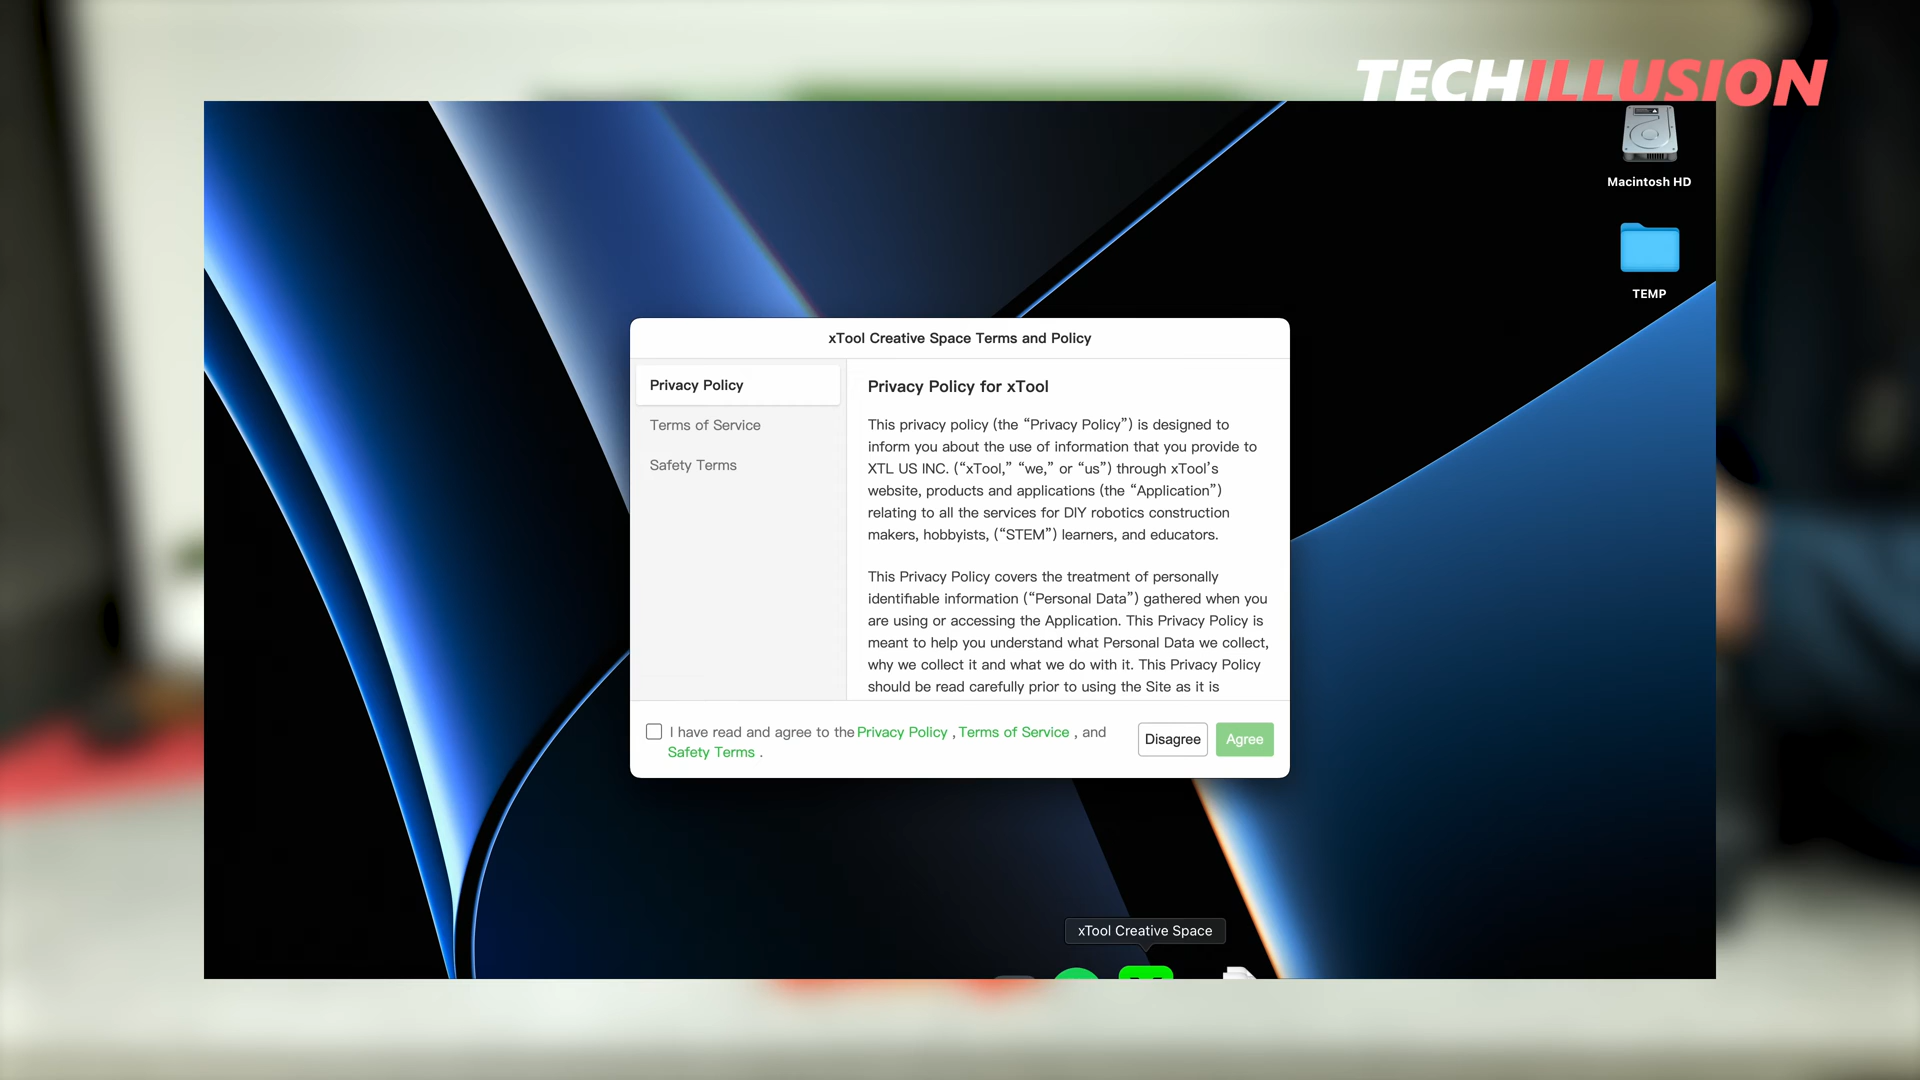 TECHILLUSION
Macintosh HD
TEMP
xTool Creative Space Terms and Policy
Privacy Policy
Terms of Service
Safety Terms
Privacy Policy for xTool
This privacy policy (the “Privacy Policy”) is designed to
inform you about the use of information that you provide to
XTL US INC. (“xTool,” “we,” or “us”) through xTool’s
website, products and applications (the “Application”)
relating to all the services for DIY robotics construction
makers, hobbyists, (“STEM”) learners, and educators.
This Privacy Policy covers the treatment of personally
identifiable information (“Personal Data”) gathered when you
are using or accessing the Application. This Privacy Policy is
meant to help you understand what Personal Data we collect,
why we collect it and what we do with it. This Privacy Policy
should be read carefully prior to using the Site as it is
I have read and agree to the Privacy Policy , Terms of Service , and
Safety Terms .
Disagree
Agree
xTool Creative Space